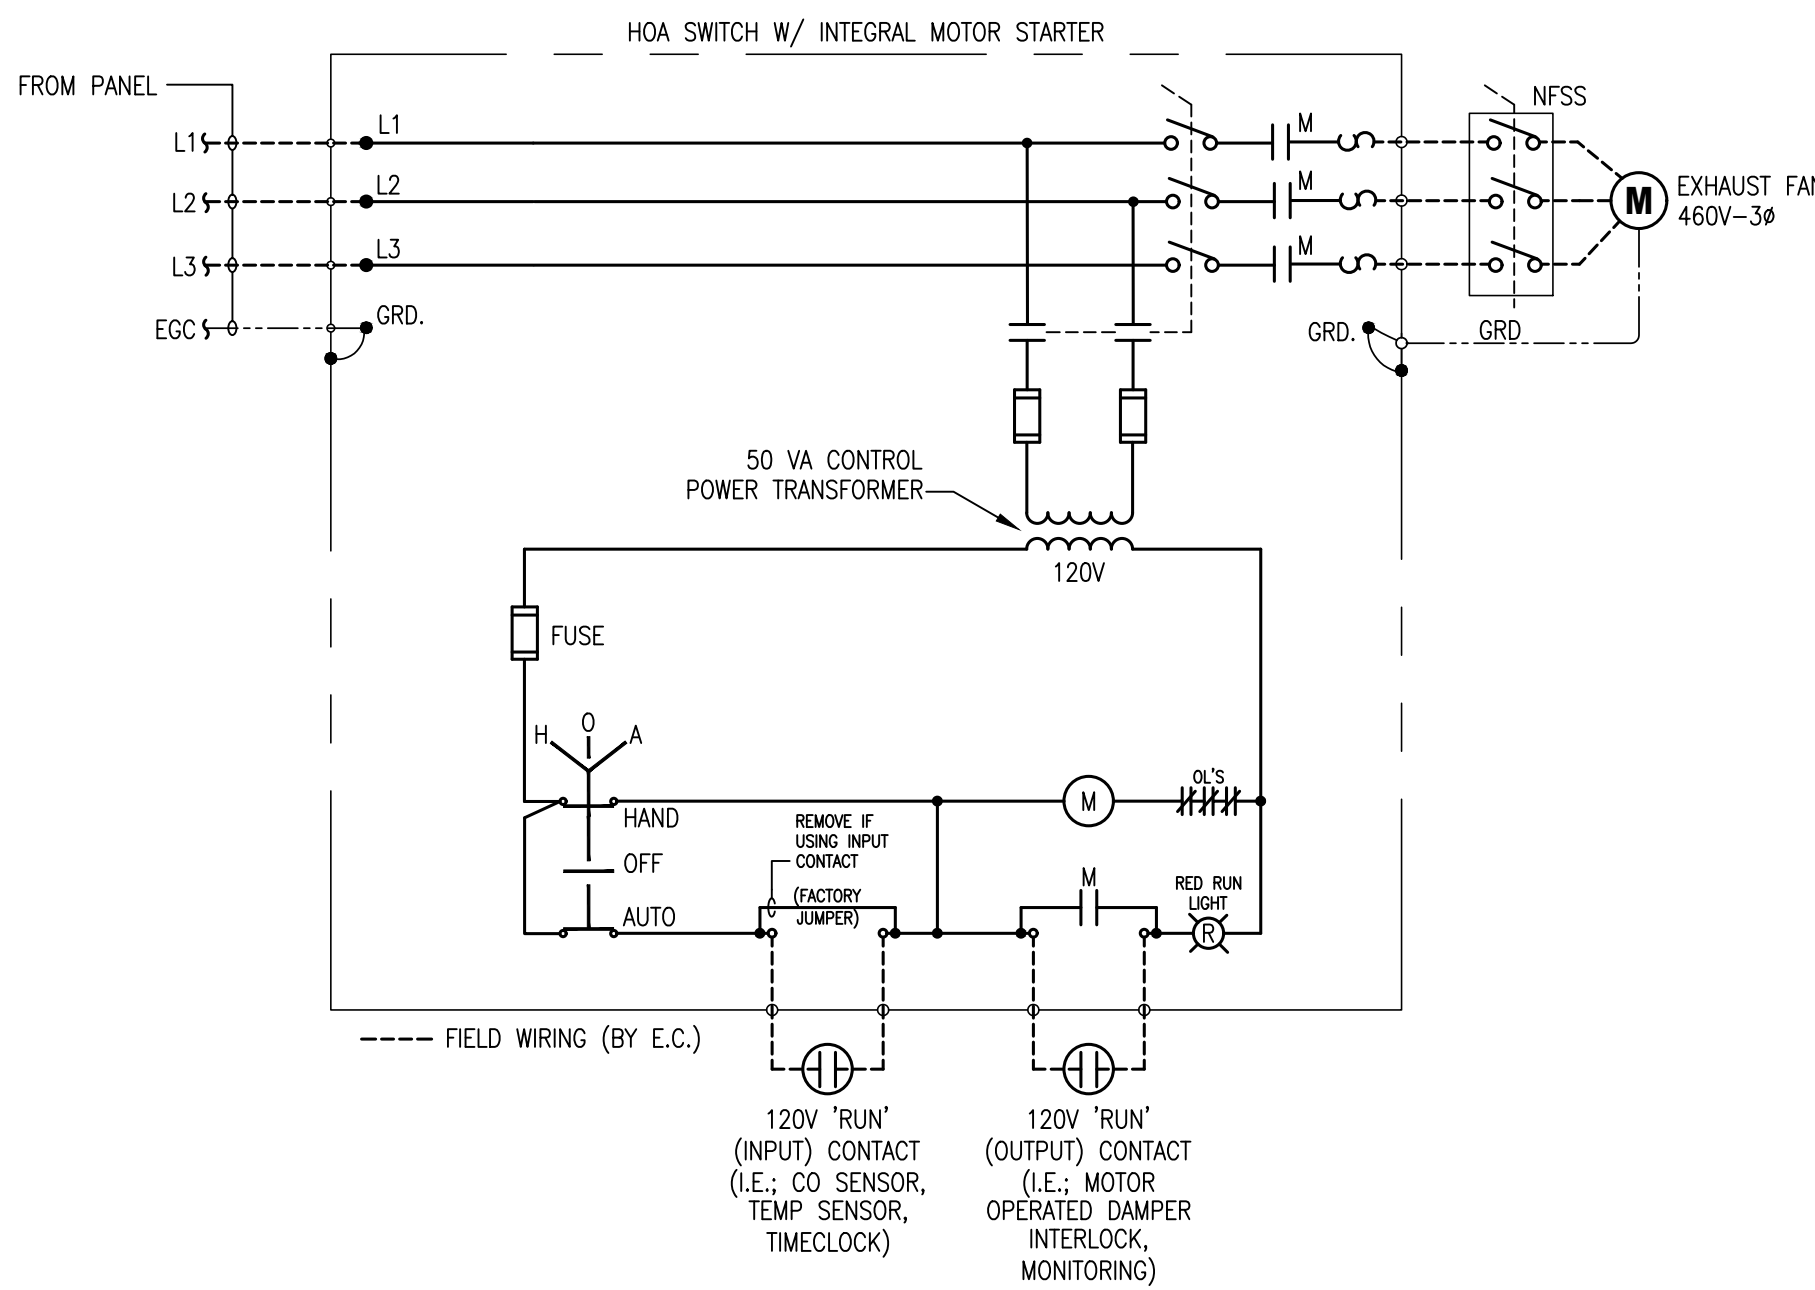 HOA SWITCH W/ INTEGRAL MOTOR STARTER
FROM PANEL
NFSS
L1
L1
M
L2
L2
M
EXHAUST FAN
M
460V-3ø
L3
L3
M
EGC
GRD.
GRD.
GRD
50 VA CONTROL
POWER TRANSFORMER
120V
FUSE
H
O
A
OL'S
M
HAND
REMOVE IF
USING INPUT
CONTACT
OFF
(FACTORY
JUMPER)
M
RED RUN
LIGHT
AUTO
R
FIELD WIRING (BY E.C.)
120V 'RUN'
(INPUT) CONTACT
(I.E.; CO SENSOR,
TEMP SENSOR,
TIMECLOCK)
120V 'RUN'
(OUTPUT) CONTACT
(I.E.; MOTOR
OPERATED DAMPER
INTERLOCK,
MONITORING)